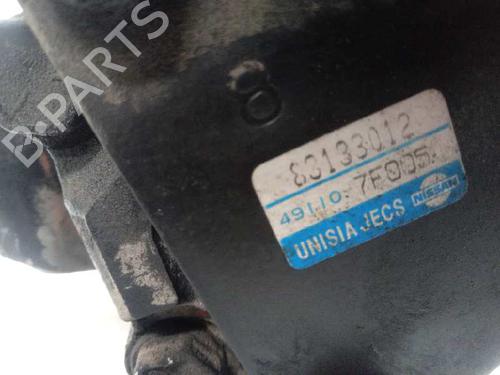 B-PARTS
8
83133012
49110 7F005
NISSAN
UNISIA JECS